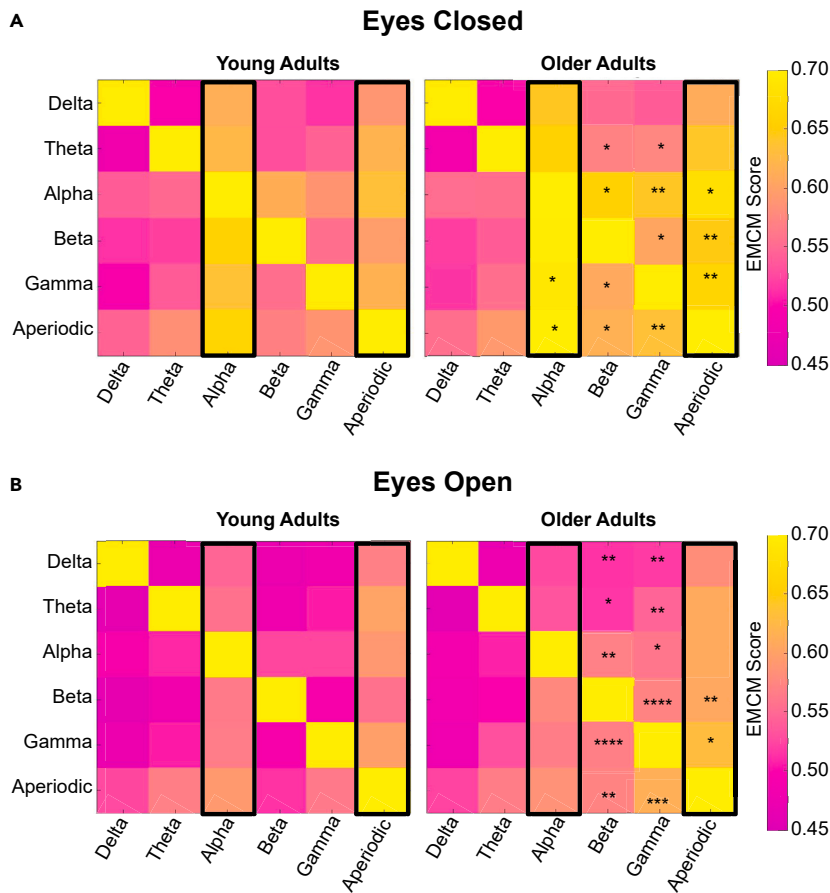 A
Eyes Closed
Young Adults
Older Adults
Delta
Theta * *
Alpha * ** *
Beta * **
Gamma * * **
Aperiodic * * **
Delta Theta Alpha Beta Gamma Aperiodic
Delta Theta Alpha Beta Gamma Aperiodic
0.70
0.65
0.60
0.55
0.50
0.45
EMCM Score
B
Eyes Open
Young Adults
Older Adults
Delta ** **
Theta * **
Alpha ** *
Beta **** **
Gamma **** *
Aperiodic ** ***
Delta Theta Alpha Beta Gamma Aperiodic
Delta Theta Alpha Beta Gamma Aperiodic
0.70
0.65
0.60
0.55
0.50
0.45
EMCM Score